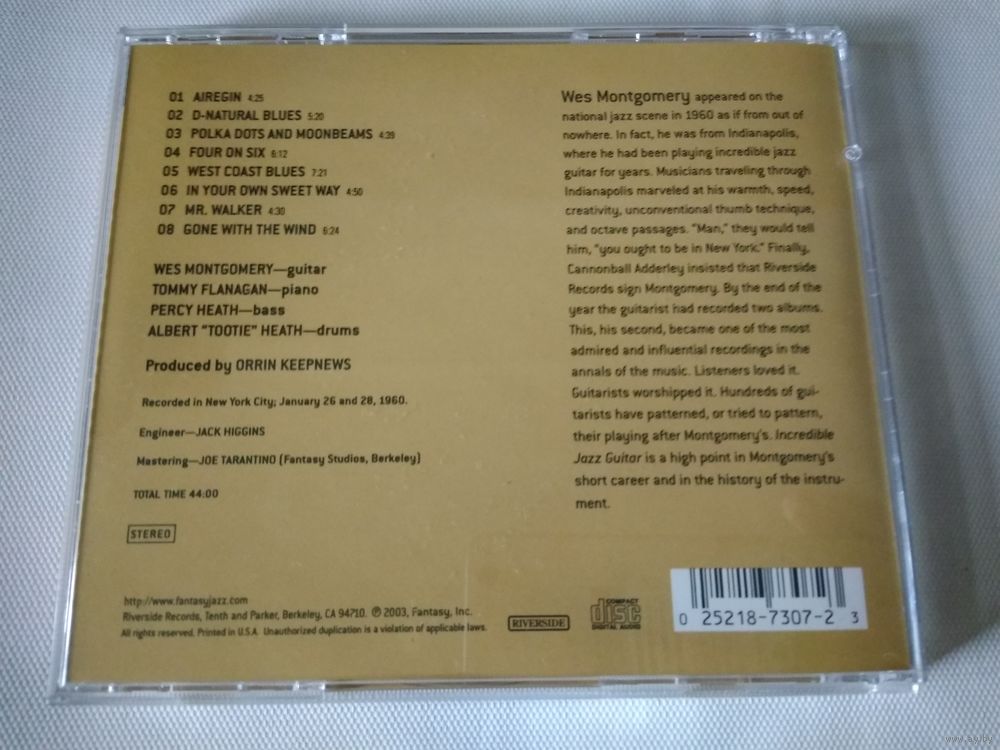 01 AIREGIN 4:25
02 D-NATURAL BLUES 5:20
03 POLKA DOTS AND MOONBEAMS 4:39
04 FOUR ON SIX 6:12
05 WEST COAST BLUES 7:21
06 IN YOUR OWN SWEET WAY 4:50
07 MR. WALKER 4:30
08 GONE WITH THE WIND 6:24
WES MONTGOMERY—guitar
TOMMY FLANAGAN—piano
PERCY HEATH—bass
ALBERT "TOOTIE" HEATH—drums
Produced by ORRIN KEEPNEWS
Recorded in New York City; January 26 and 28, 1960.
Engineer—JACK HIGGINS
Mastering—JOE TARANTINO (Fantasy Studios, Berkeley)
TOTAL TIME 44:00
STEREO
http://www.fantasyjazz.com
Riverside Records, Tenth and Parker, Berkeley, CA 94710. ℗ 2003, Fantasy, Inc.
All rights reserved. Printed in U.S.A. Unauthorized duplication is a violation of applicable laws.
Wes Montgomery appeared on the
national jazz scene in 1960 as if from out of
nowhere. In fact, he was from Indianapolis,
where he had been playing incredible jazz
guitar for years. Musicians traveling through
Indianapolis marveled at his warmth, speed,
creativity, unconventional thumb technique,
and octave passages. "Man," they would tell
him, "you ought to be in New York." Finally,
Cannonball Adderley insisted that Riverside
Records sign Montgomery. By the end of the
year the guitarist had recorded two albums.
This, his second, became one of the most
admired and influential recordings in the
annals of the music. Listeners loved it.
Guitarists worshipped it. Hundreds of gui-
tarists have patterned, or tried to pattern,
their playing after Montgomery's. Incredible
Jazz Guitar is a high point in Montgomery's
short career and in the history of the instru-
ment.
RIVERSIDE
COMPACT
disc
DIGITAL AUDIO
0 25218-7307-2 3
www.ay.by